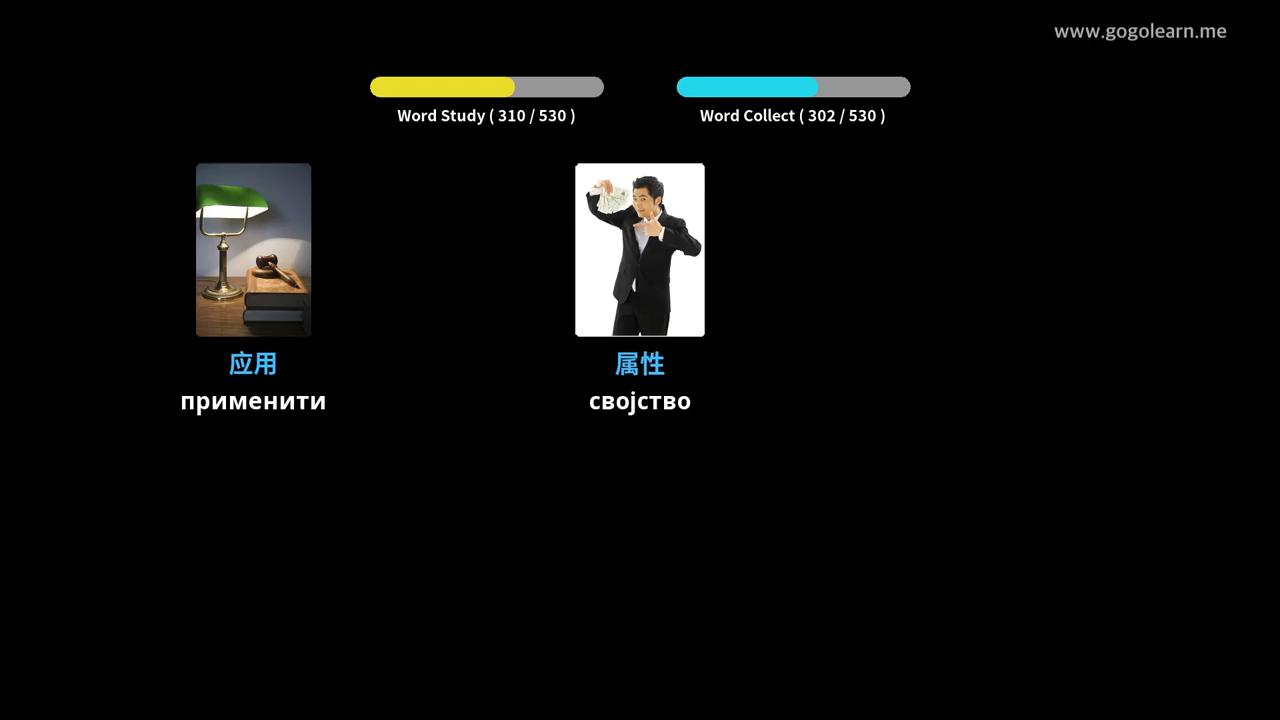 www.gogolearn.me
Word Study ( 310 / 530 )
Word Collect ( 302 / 530 )
应用
применити
属性
својство